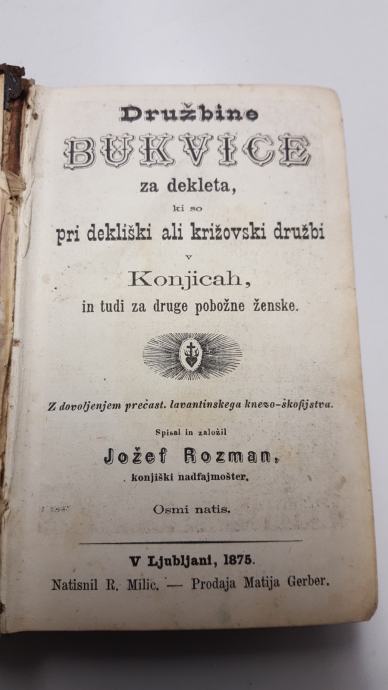 Družbine
BUKVICE
za dekleta,
ki so
pri dekliški ali križovski družbi
v
Konjicah,
in tudi za druge pobožne ženske.
Z dovoljenjem prečast. lavantinskega knezo-škofijstva.
Spisal in založil
Jožef Rozman,
konjiški nadfajmošter.
Osmi natis.
V Ljubljani, 1875.
Natisnil R. Milic. — Prodaja Matija Gerber.